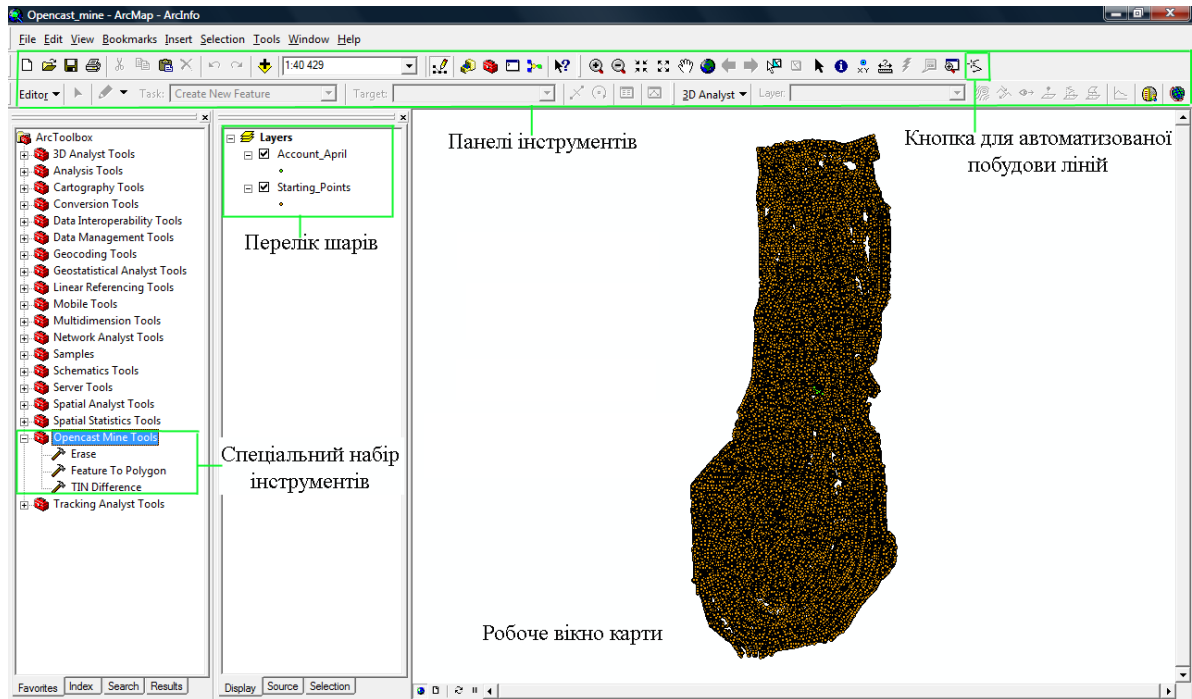 Opencast_mine - ArcMap - ArcInfo
File Edit View Bookmarks Insert Selection Tools Window Help
1:40 429
Editor Task: Create New Feature Target: 3D Analyst Layer:
ArcToolbox
3D Analyst Tools
Analysis Tools
Cartography Tools
Conversion Tools
Data Interoperability Tools
Data Management Tools
Geocoding Tools
Geostatistical Analyst Tools
Linear Referencing Tools
Mobile Tools
Multidimension Tools
Network Analyst Tools
Samples
Schematics Tools
Server Tools
Spatial Analyst Tools
Spatial Statistics Tools
Opencast Mine Tools
Erase
Feature To Polygon
TIN Difference
Tracking Analyst Tools
Favorites Index Search Results
Layers
Account_April
Starting_Points
Перелік шарів
Спеціальний набір
інструментів
Display Source Selection
Панелі інструментів
Кнопка для автоматизованої
побудови ліній
Робоче вікно карти